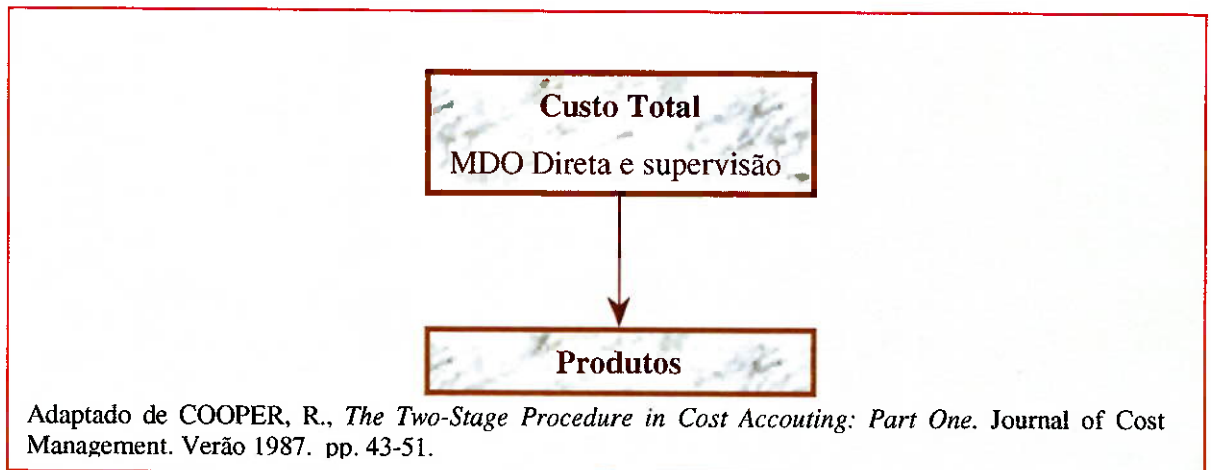 Custo Total
MDO Direta e supervisão
Produtos
Adaptado de COOPER, R., The Two-Stage Procedure in Cost Accouting: Part One. Journal of Cost
Management. Verão 1987. pp. 43-51.